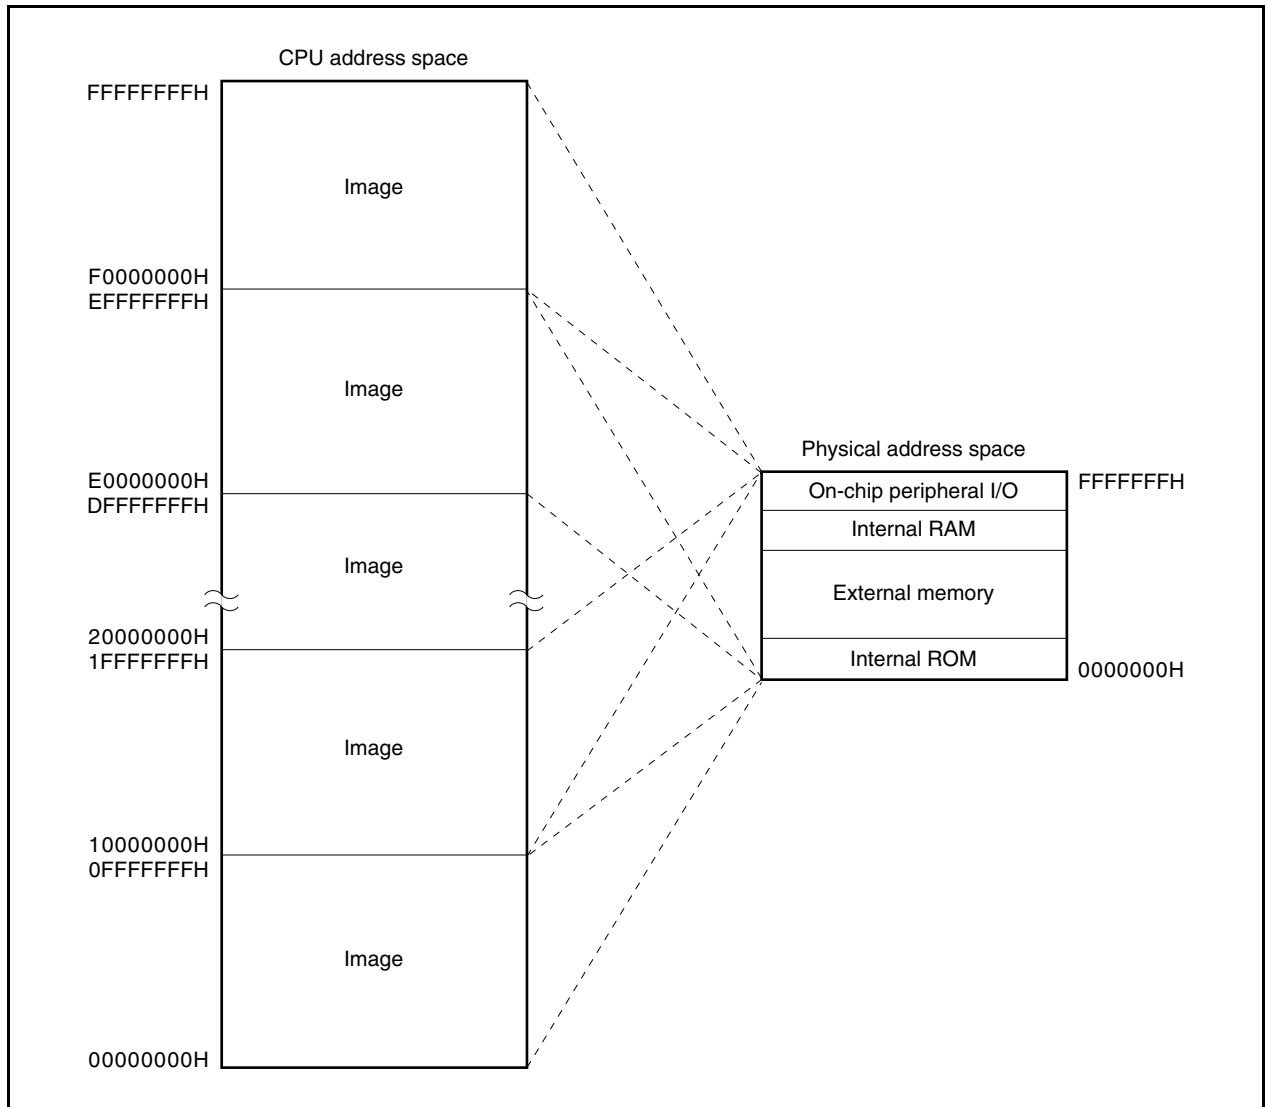 CPU address space
FFFFFFFFH
Image
F0000000H
EFFFFFFFH
Image
E0000000H
DFFFFFFFH
Image
20000000H
1FFFFFFFH
Image
10000000H
0FFFFFFFH
Image
00000000H
Physical address space
On-chip peripheral I/O
FFFFFFFH
Internal RAM
External memory
Internal ROM
0000000H